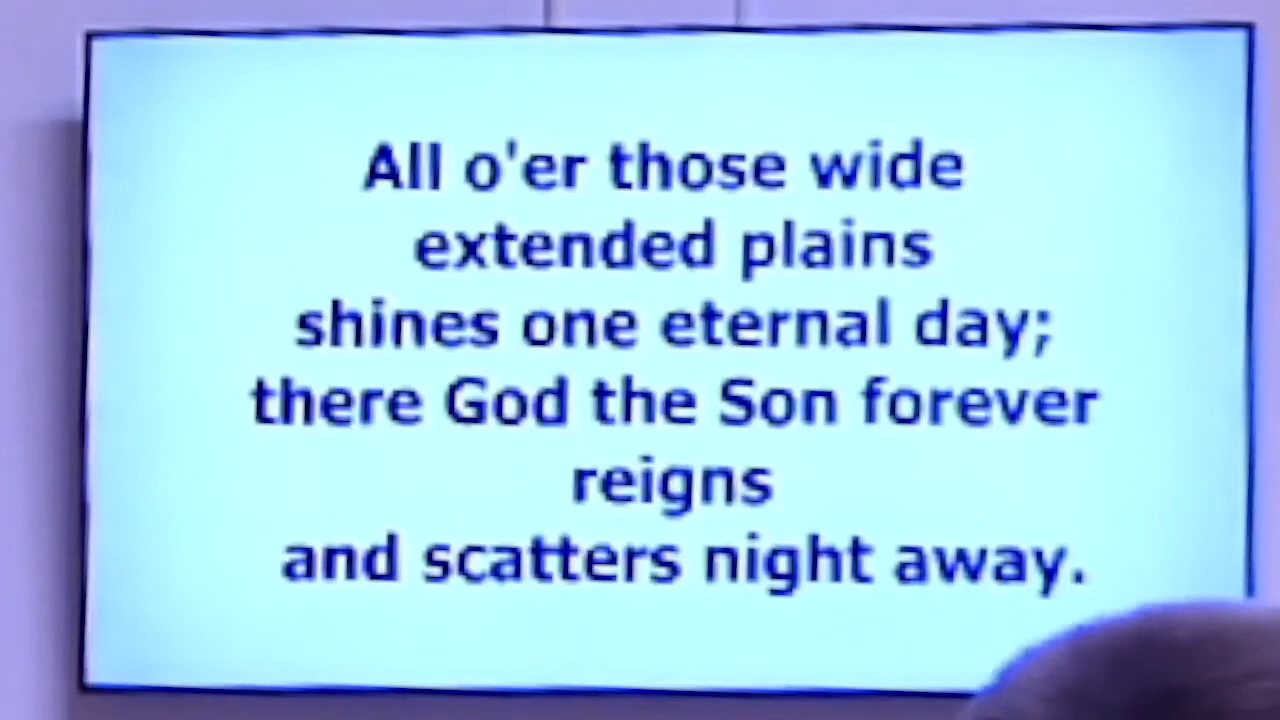 All o'er those wide
extended plains
shines one eternal day;
there God the Son forever
reigns
and scatters night away.